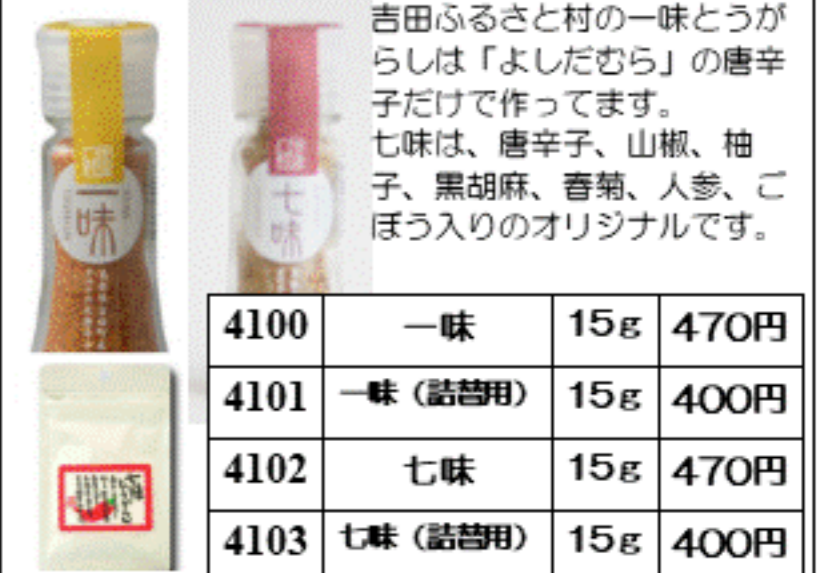 吉田ふるさと村の一味とうが
らしは「よしだむら」の唐辛
子だけで作ってます。
七味は、唐辛子、山椒、柚
子、黒胡麻、春菊、人参、ご
ぼう入りのオリジナルです。
一味
七味
4100 一味 15g 470円
4101 一味（詰替用） 15g 400円
4102 七味 15g 470円
4103 七味（詰替用） 15g 400円